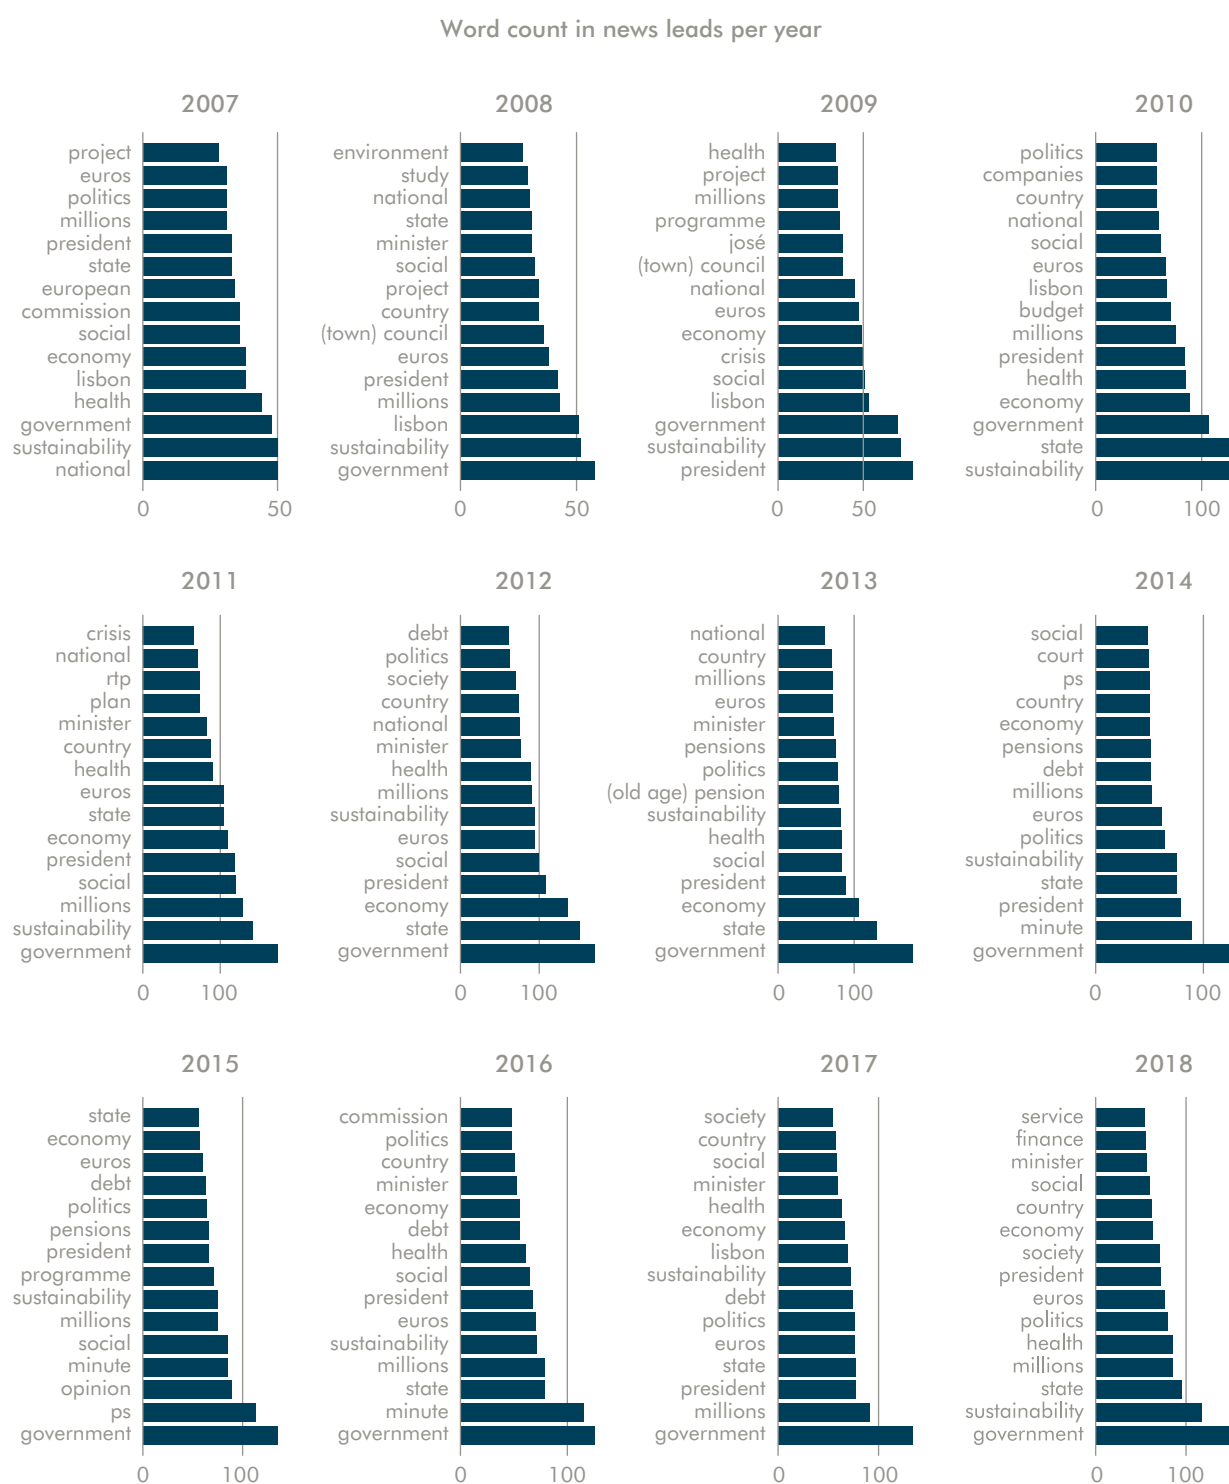 Word count in news leads per year
2007
project
euros
politics
millions
president
state
european
commission
social
economy
lisbon
health
government
sustainability
national
0 50
2008
environment
study
national
state
minister
social
project
country
(town) council
euros
president
millions
lisbon
sustainability
government
0 50
2009
health
project
millions
programme
josé
(town) council
national
euros
economy
crisis
social
lisbon
government
sustainability
president
0 50
2010
politics
companies
country
national
social
euros
lisbon
budget
millions
president
health
economy
government
state
sustainability
0 100
2011
crisis
national
rtp
plan
minister
country
health
euros
state
economy
president
social
millions
sustainability
government
0 100
2012
debt
politics
society
country
national
minister
health
millions
sustainability
euros
social
president
economy
state
government
0 100
2013
national
country
millions
euros
minister
pensions
politics
(old age) pension
sustainability
health
social
president
economy
state
government
0 100
2014
social
court
ps
country
economy
pensions
debt
millions
euros
politics
sustainability
state
president
minute
government
0 100
2015
state
economy
euros
debt
politics
pensions
president
programme
sustainability
millions
social
minute
opinion
ps
government
0 100
2016
commission
politics
country
minister
economy
debt
health
social
president
euros
sustainability
millions
state
minute
government
0 100
2017
society
country
social
minister
health
economy
lisbon
sustainability
debt
politics
euros
state
president
millions
government
0 100
2018
service
finance
minister
social
country
economy
society
president
euros
politics
health
millions
state
sustainability
government
0 100